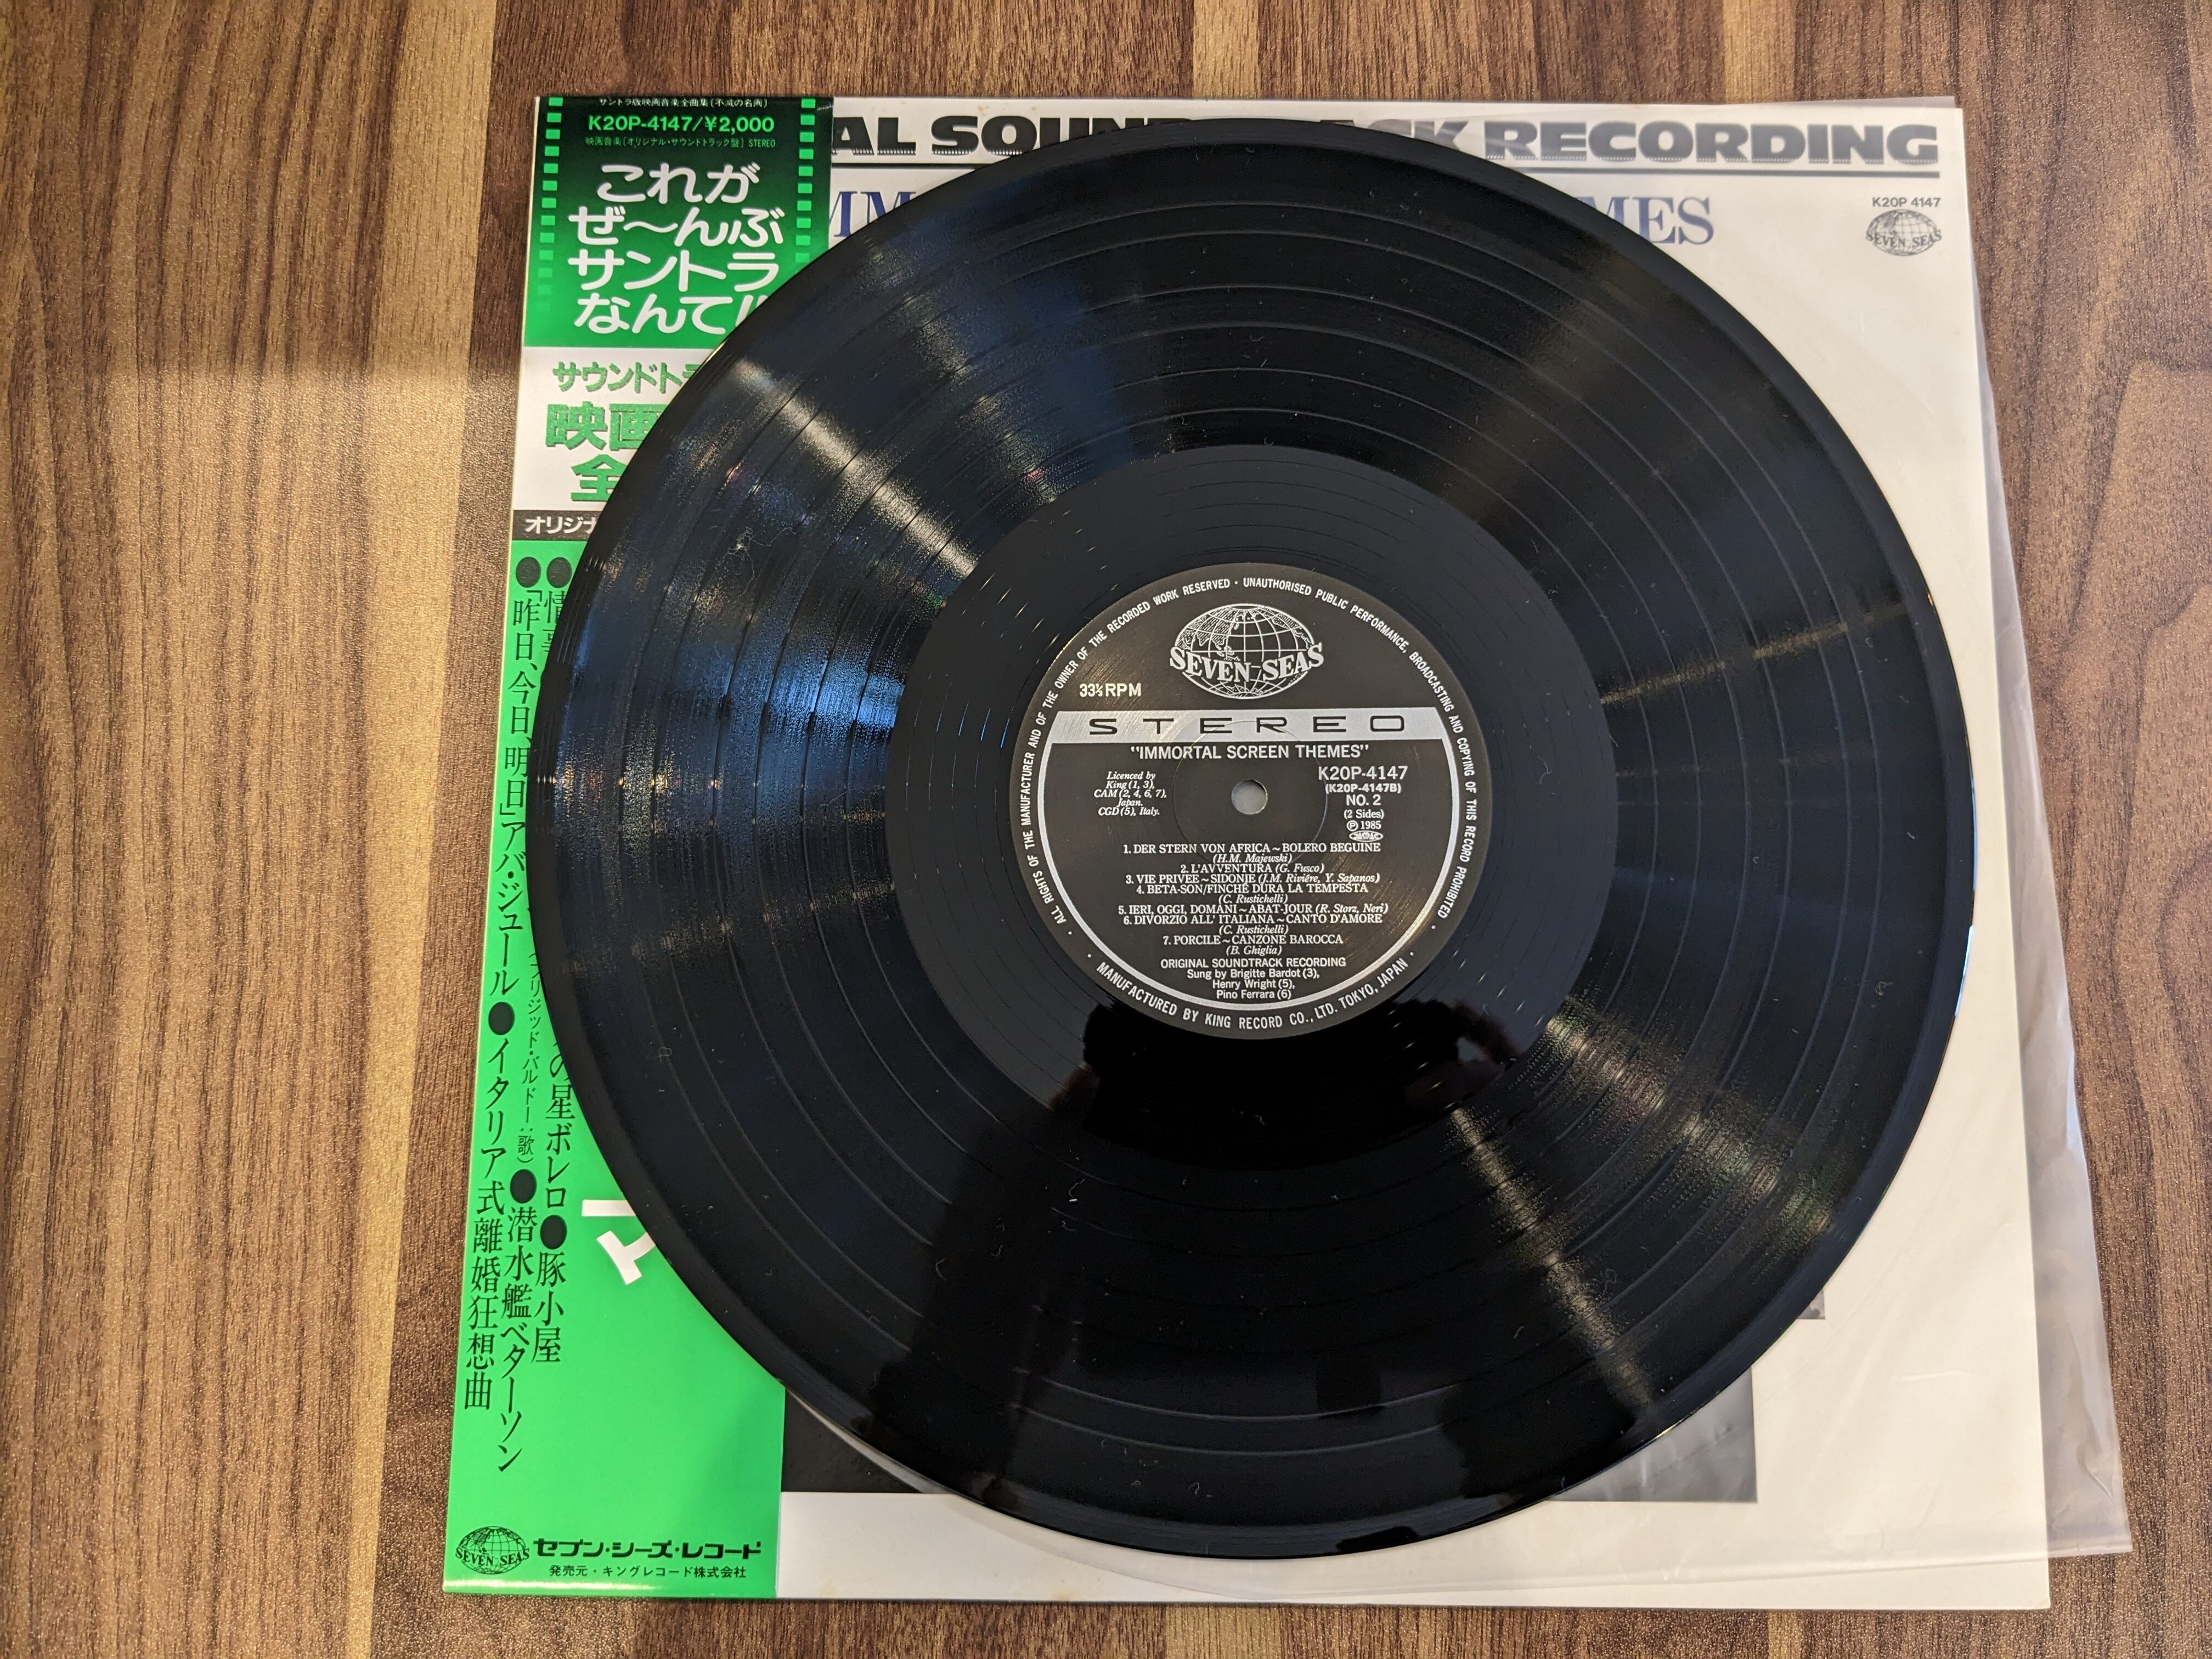 サントラ版映画音楽全曲集〔不滅の名画〕
K20P-4147/¥2,000
映画音楽〔オリジナル・サウンドトラック盤〕 STEREO
これが
ぜ〜んぶ
サントラ
なんて!!
サウンドトラ
映画
全
オリジナ
の星ボレロ ●豚小屋
ブリジッド・バルドー:歌) ●潜水艦ベターソン
●「昨日、今日、明日」アバ・ジュール ●イタリア式離婚狂想曲
SEVEN SEAS
セブン・シーズ・レコード
発売元・キングレコード株式会社
AL SOUN CK RECORDING
MES
K20P 4147
SEVEN SEAS
ALL RIGHTS OF THE MANUFACTURER AND OF THE OWNER OF THE RECORDED WORK RESERVED · UNAUTHORISED PUBLIC PERFORMANCE, BROADCASTING AND COPYING OF THIS RECORD PROHIBITED ·
SEVEN SEAS
33⅓RPM
STEREO
"IMMORTAL SCREEN THEMES"
Licenced by
King (1, 3),
CAM (2, 4, 6, 7),
Japan.
CGD (5), Italy.
K20P-4147
(K20P-4147B)
NO. 2
(2 Sides)
Ⓟ 1985
1. DER STERN VON AFRICA~BOLERO BEGUINE
(H.M. Majewski)
2. L'AVVENTURA (G. Fusco)
3. VIE PRIVEE~SIDONIE (J.M. Riviére, Y. Sapanos)
4. BETA-SON/FINCHÈ DURA LA TEMPESTA
(C. Rustichelli)
5. IERI, OGGI, DOMANI~ABAT-JOUR (R. Storz, Neri)
6. DIVORZIO ALL' ITALIANA~CANTO D'AMORE
(C. Rustichelli)
7. PORCILE~CANZONE BAROCCA
(B. Ghiglia)
ORIGINAL SOUNDTRACK RECORDING
Sung by Brigitte Bardot (3),
Henry Wright (5),
Pino Ferrara (6)
· MANUFACTURED BY KING RECORD CO., LTD. TOKYO, JAPAN ·